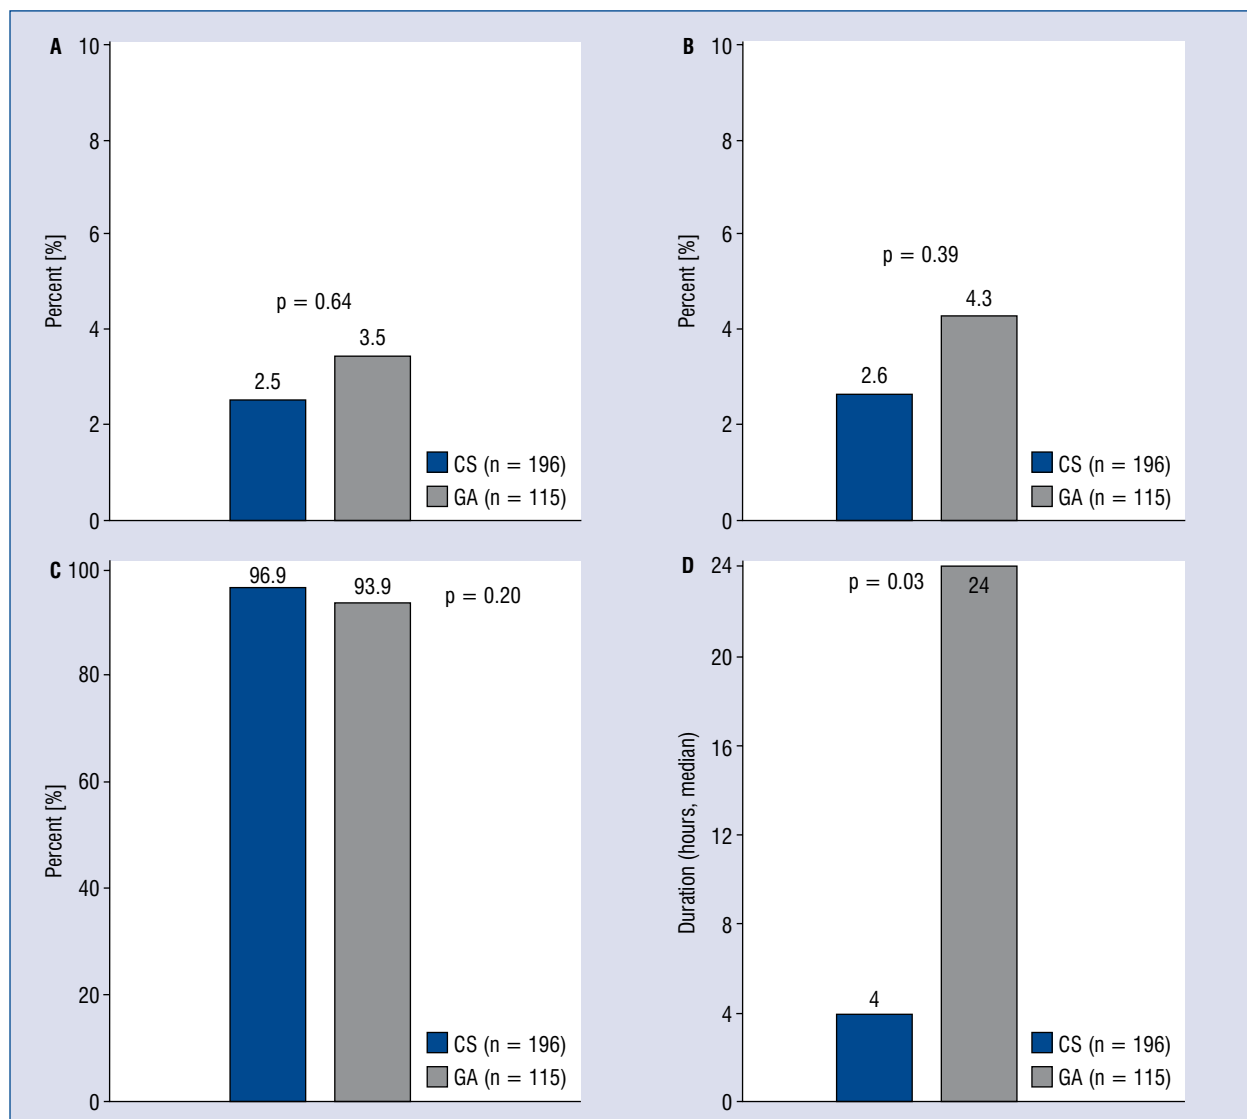 A
10
8
6
4
2
0
Percent [%]
p = 0.64
2.5
3.5
CS (n = 196)
GA (n = 115)
B
10
8
6
4
2
0
Percent [%]
p = 0.39
2.6
4.3
CS (n = 196)
GA (n = 115)
C
100
80
60
40
20
0
Percent [%]
96.9
93.9
p = 0.20
CS (n = 196)
GA (n = 115)
D
24
20
16
12
8
4
0
Duration (hours, median)
p = 0.03
24
4
CS (n = 196)
GA (n = 115)